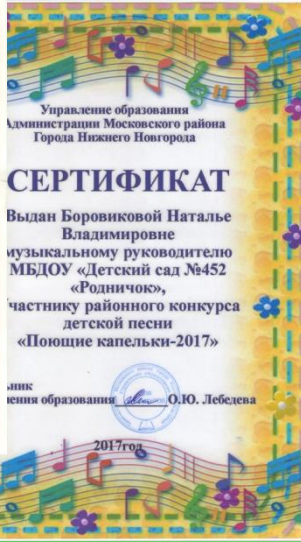 Управление образования
Администрации Московского района
Города Нижнего Новгорода
СЕРТИФИКАТ
Выдан Боровиковой Наталье
Владимировне
музыкальному руководителю
МБДОУ «Детский сад №452
«Родничок»,
участнику районного конкурса
детской песни
«Поющие капельки-2017»
О.Ю. Лебедева
образования
2017год